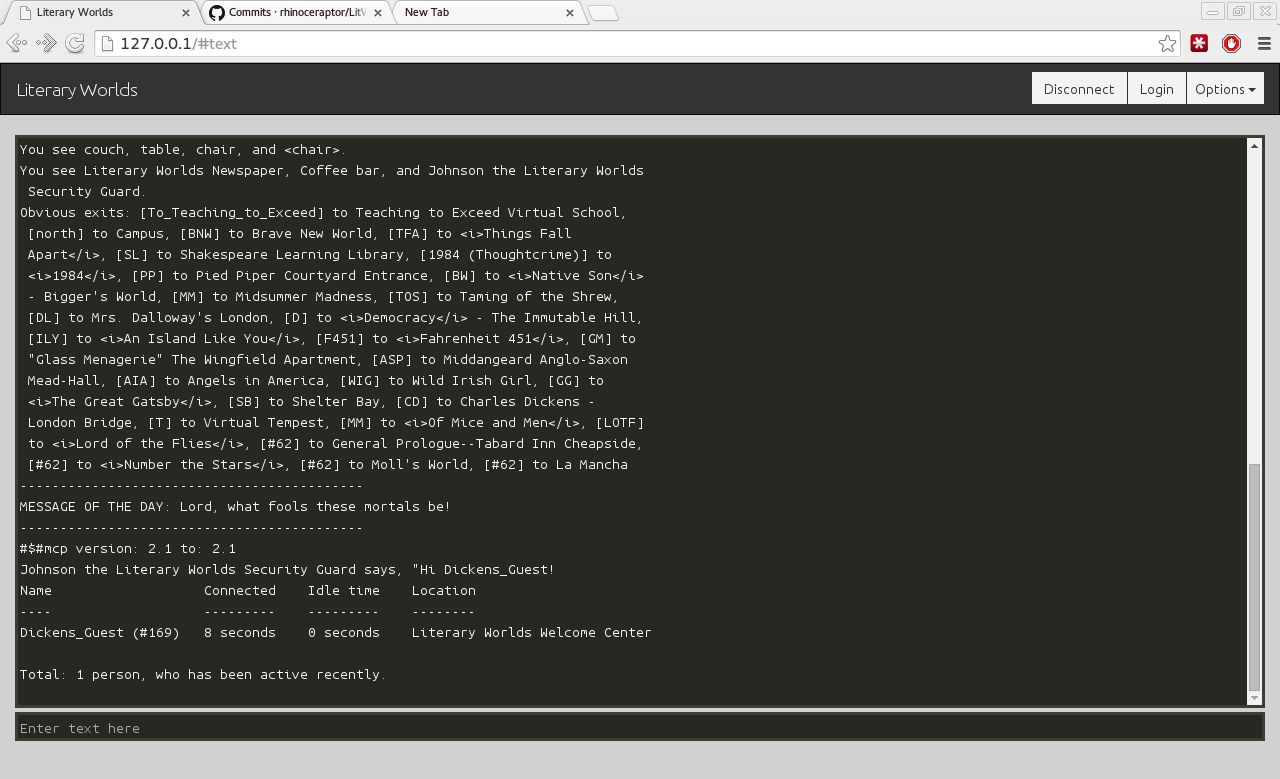 Literary Worlds
Commits · rhinoceraptor/Lit
New Tab
127.0.0.1/#text
Literary Worlds
Disconnect
Login
Options
You see couch, table, chair, and <chair>.
You see Literary Worlds Newspaper, Coffee bar, and Johnson the Literary Worlds
Security Guard.
Obvious exits: [To_Teaching_to_Exceed] to Teaching to Exceed Virtual School,
[north] to Campus, [BNW] to Brave New World, [TFA] to <i>Things Fall
Apart</i>, [SL] to Shakespeare Learning Library, [1984 (Thoughtcrime)] to
<i>1984</i>, [PP] to Pied Piper Courtyard Entrance, [BW] to <i>Native Son</i>
- Bigger's World, [MM] to Midsummer Madness, [TOS] to Taming of the Shrew,
[DL] to Mrs. Dalloway's London, [D] to <i>Democracy</i> - The Immutable Hill,
[ILY] to <i>An Island Like You</i>, [F451] to <i>Fahrenheit 451</i>, [GM] to
"Glass Menagerie" The Wingfield Apartment, [ASP] to Middangeard Anglo-Saxon
Mead-Hall, [AIA] to Angels in America, [WIG] to Wild Irish Girl, [GG] to
<i>The Great Gatsby</i>, [SB] to Shelter Bay, [CD] to Charles Dickens -
London Bridge, [T] to Virtual Tempest, [MM] to <i>Of Mice and Men</i>, [LOTF]
to <i>Lord of the Flies</i>, [#62] to General Prologue--Tabard Inn Cheapside,
[#62] to <i>Number the Stars</i>, [#62] to Moll's World, [#62] to La Mancha
-------------------------------------------
MESSAGE OF THE DAY: Lord, what fools these mortals be!
-------------------------------------------
#$#mcp version: 2.1 to: 2.1
Johnson the Literary Worlds Security Guard says, "Hi Dickens_Guest!
Name Connected Idle time Location
---- --------- --------- --------
Dickens_Guest (#169) 8 seconds 0 seconds Literary Worlds Welcome Center
Total: 1 person, who has been active recently.
Enter text here